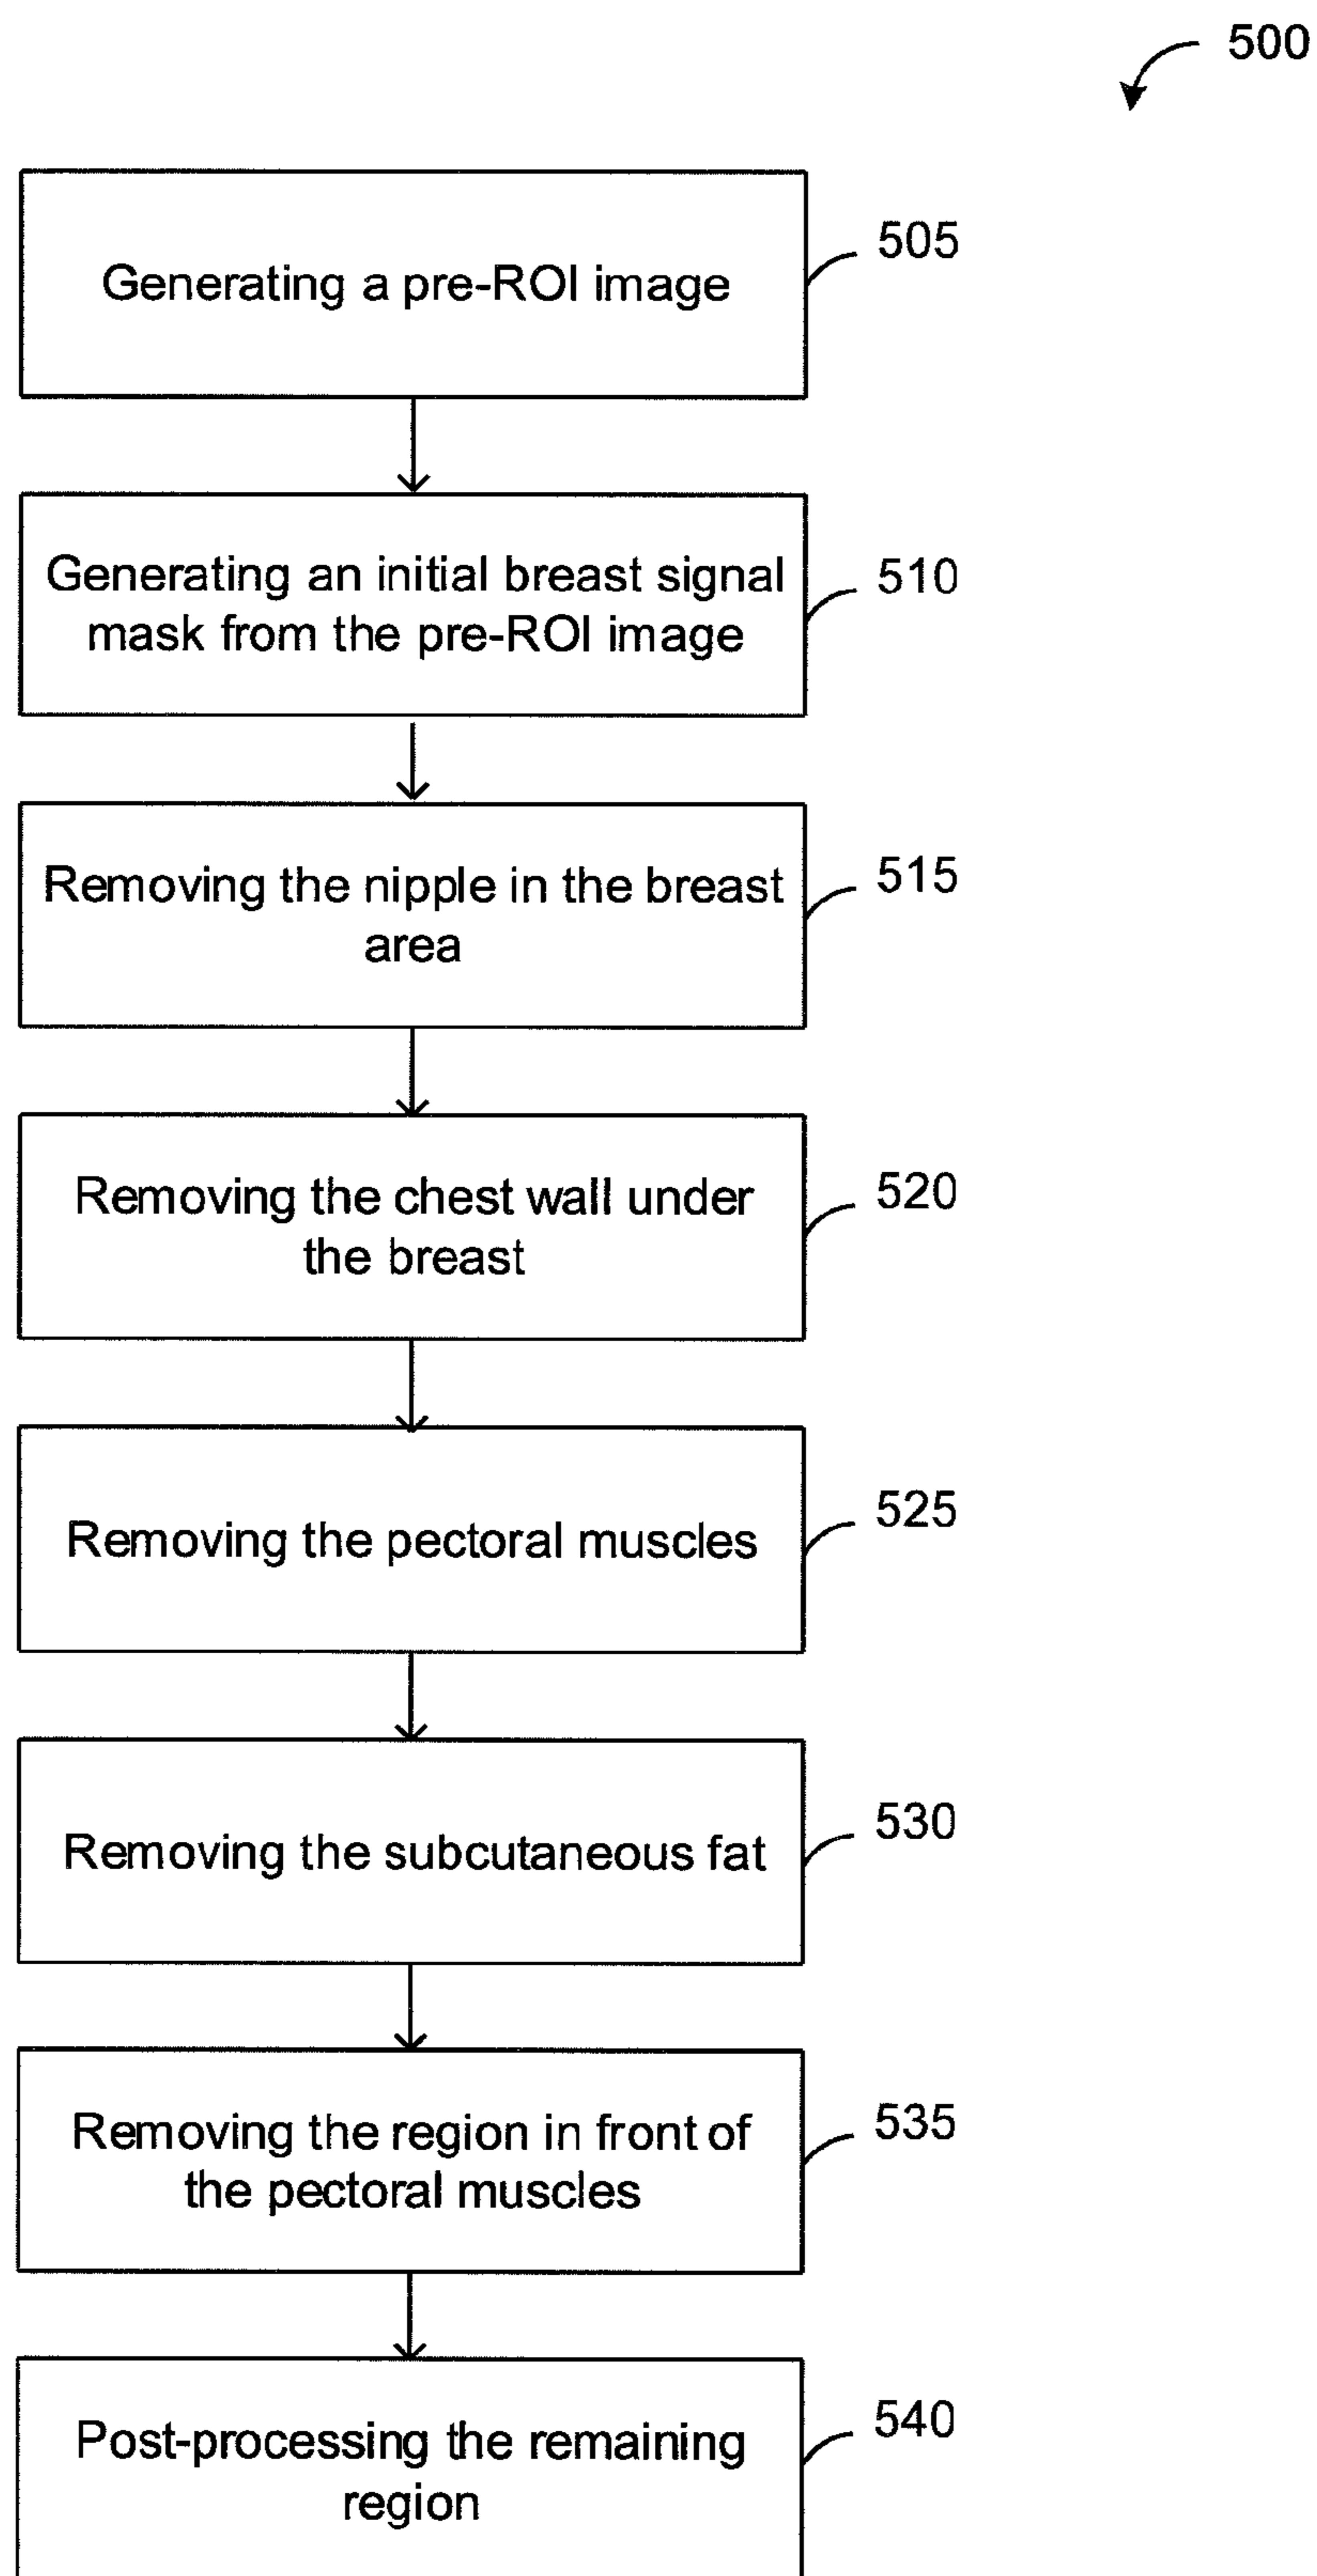 500
Generating a pre-ROI image
505
Generating an initial breast signal
mask from the pre-ROI image
510
Removing the nipple in the breast
area
515
Removing the chest wall under
the breast
520
Removing the pectoral muscles
525
Removing the subcutaneous fat
530
Removing the region in front of
the pectoral muscles
535
Post-processing the remaining
region
540